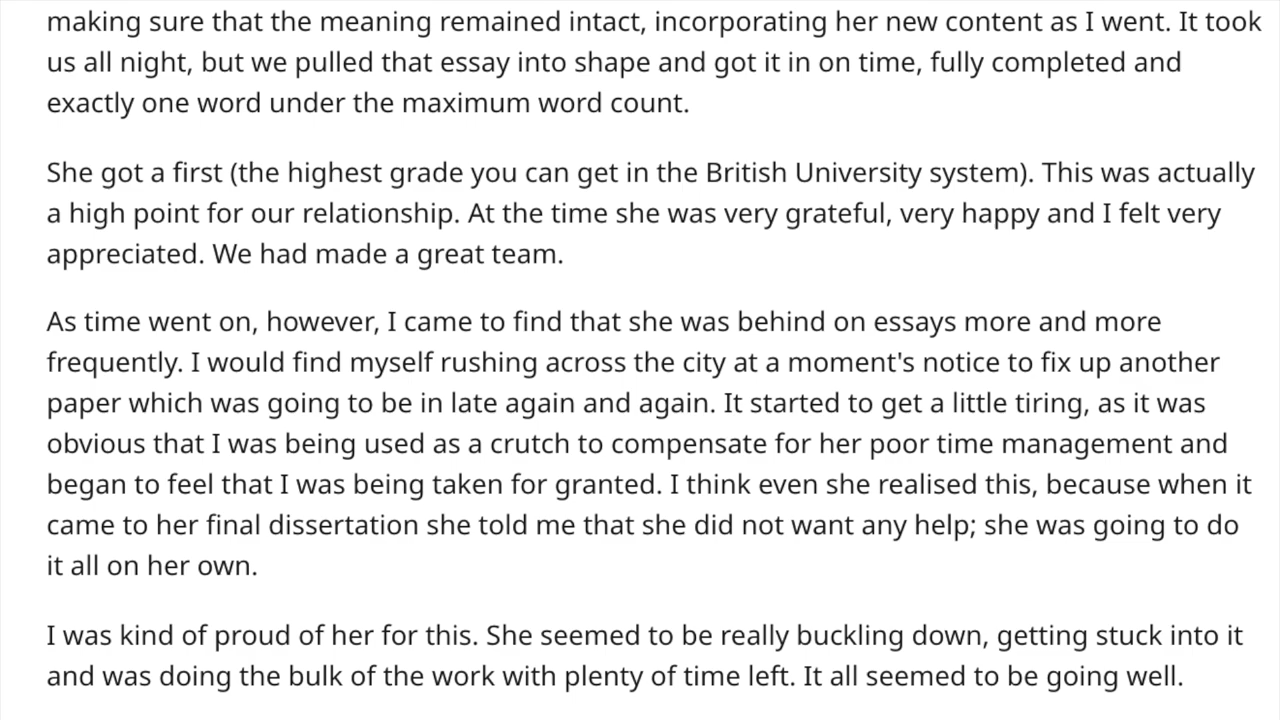 making sure that the meaning remained intact, incorporating her new content as I went. It took
us all night, but we pulled that essay into shape and got it in on time, fully completed and
exactly one word under the maximum word count.
She got a first (the highest grade you can get in the British University system). This was actually
a high point for our relationship. At the time she was very grateful, very happy and I felt very
appreciated. We had made a great team.
As time went on, however, I came to find that she was behind on essays more and more
frequently. I would find myself rushing across the city at a moment's notice to fix up another
paper which was going to be in late again and again. It started to get a little tiring, as it was
obvious that I was being used as a crutch to compensate for her poor time management and
began to feel that I was being taken for granted. I think even she realised this, because when it
came to her final dissertation she told me that she did not want any help; she was going to do
it all on her own.
I was kind of proud of her for this. She seemed to be really buckling down, getting stuck into it
and was doing the bulk of the work with plenty of time left. It all seemed to be going well.